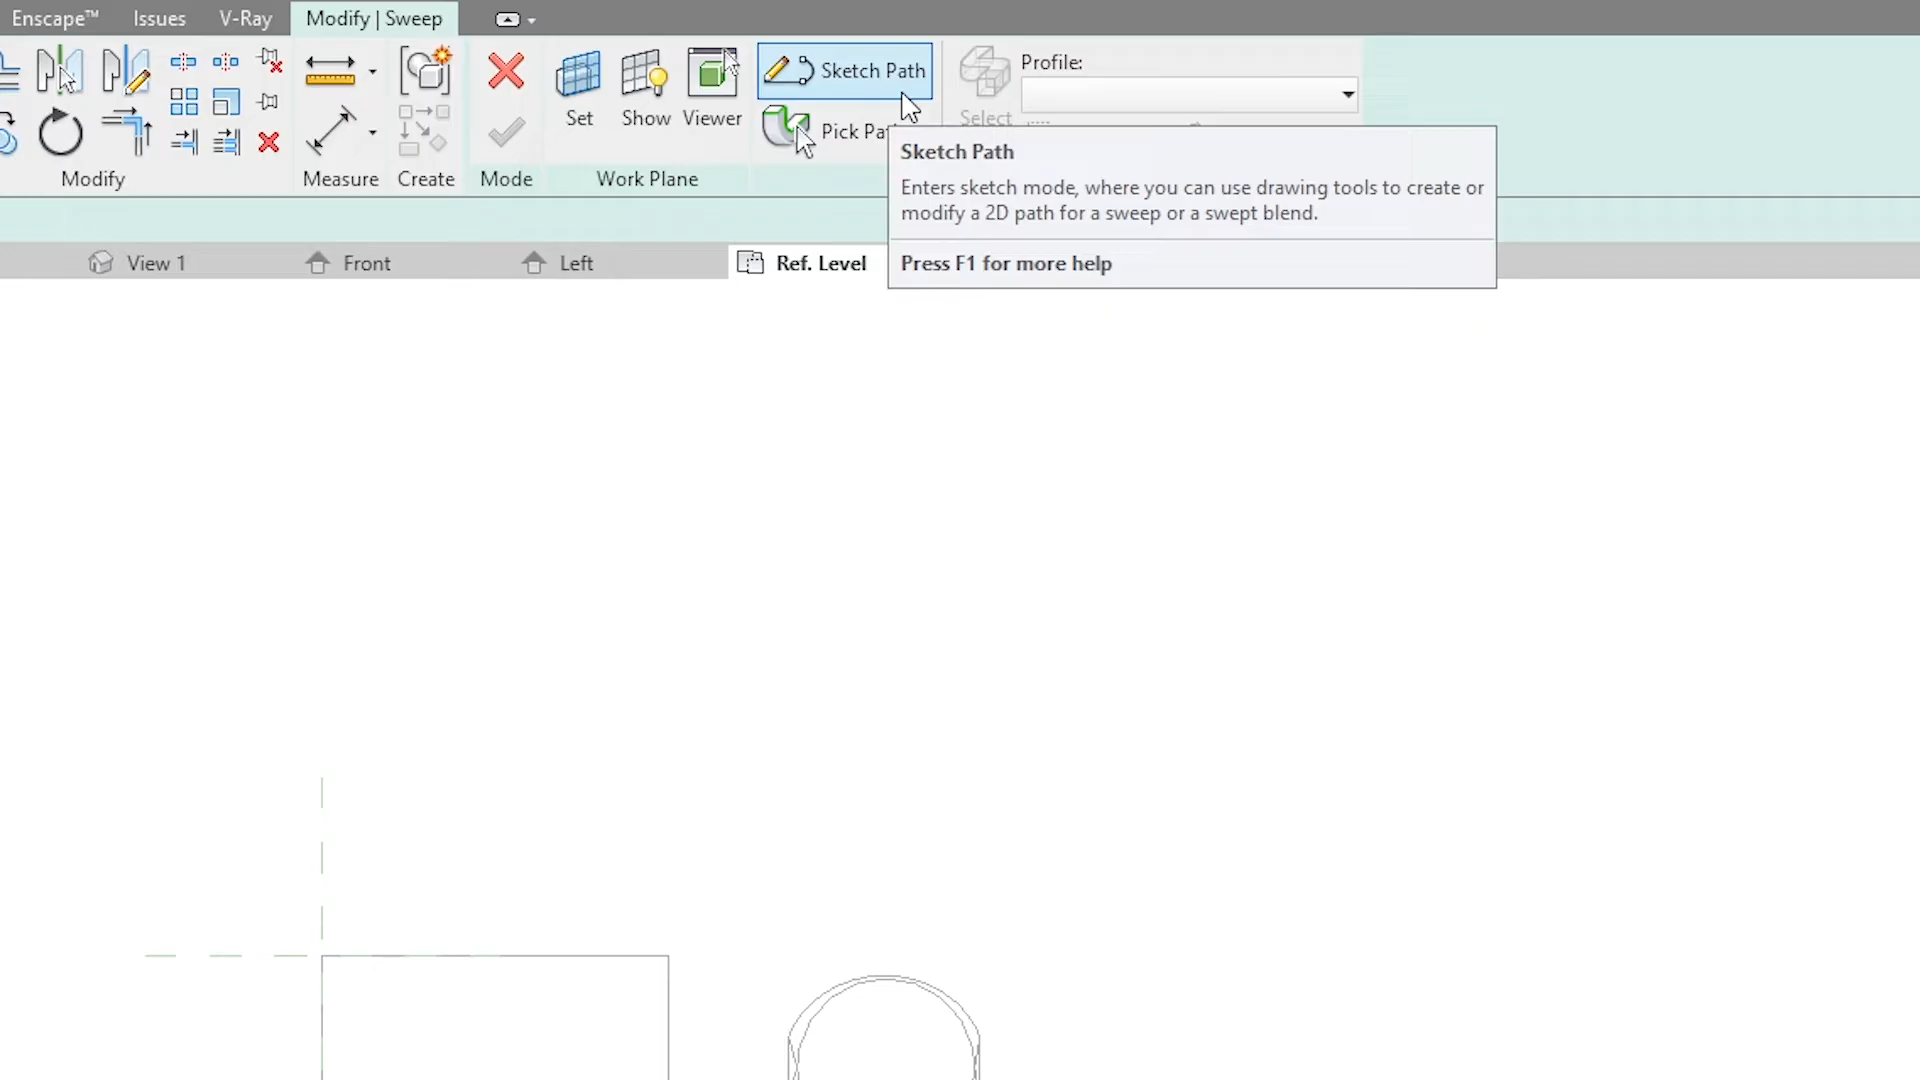 Enscape™ Issues V-Ray Modify | Sweep
Sketch Path
Profile:
Set Show Viewer
Select
Pick
Modify Measure Create Mode Work Plane
Sketch Path
Enters sketch mode, where you can use drawing tools to create or
modify a 2D path for a sweep or a swept blend.
Press F1 for more help
View 1 Front Left Ref. Level